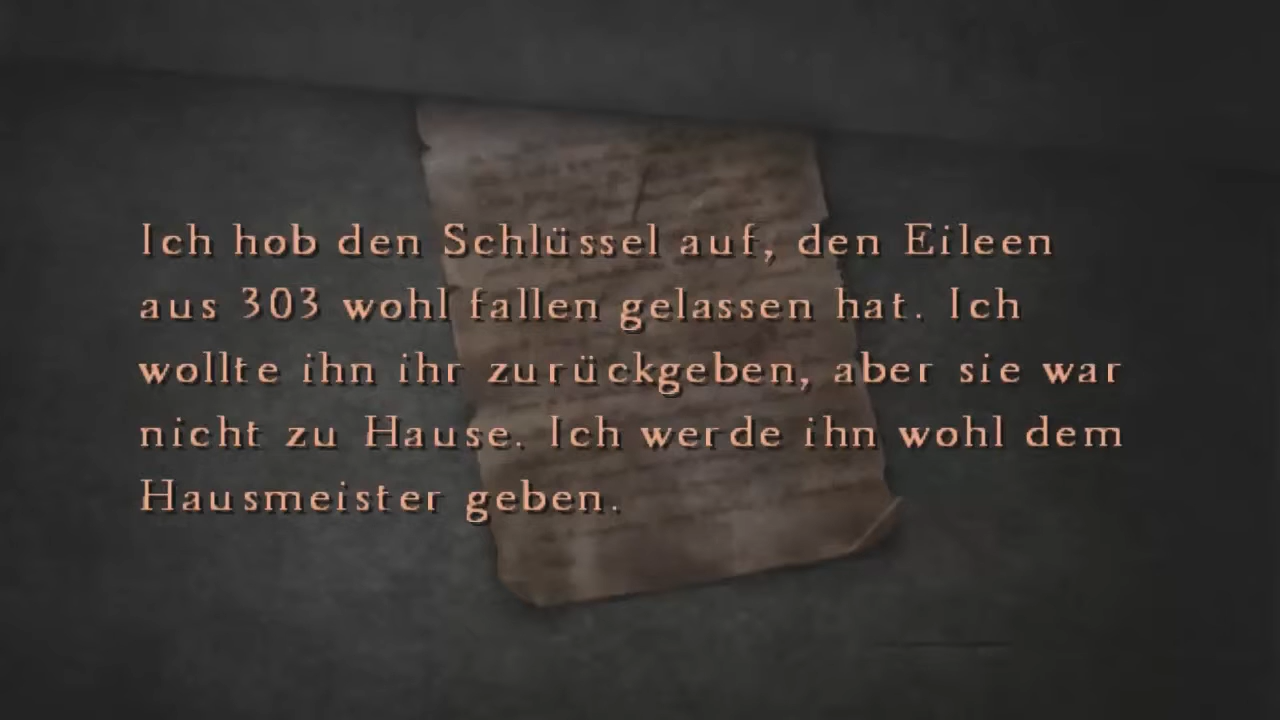 Ich hob den Schlüssel auf, den Eileen
aus 303 wohl fallen gelassen hat. Ich
wollte ihn ihr zurückgeben, aber sie war
nicht zu Hause. Ich werde ihn wohl dem
Hausmeister geben.